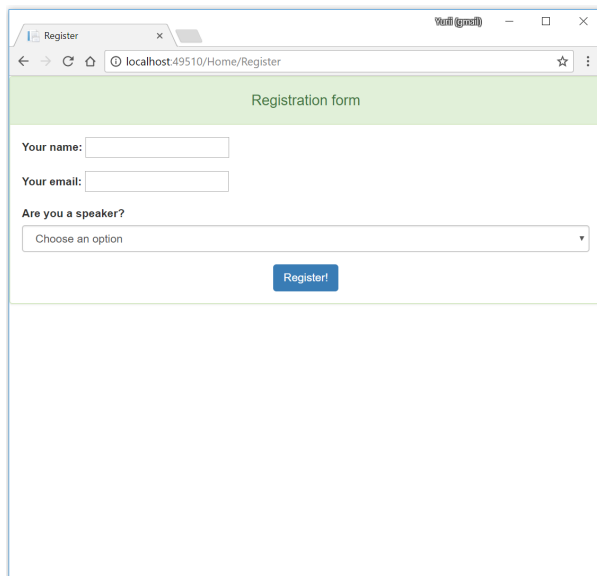 Yurii (gmail)
Register
localhost:49510/Home/Register
Registration form
Your name:
Your email:
Are you a speaker?
Choose an option
Register!